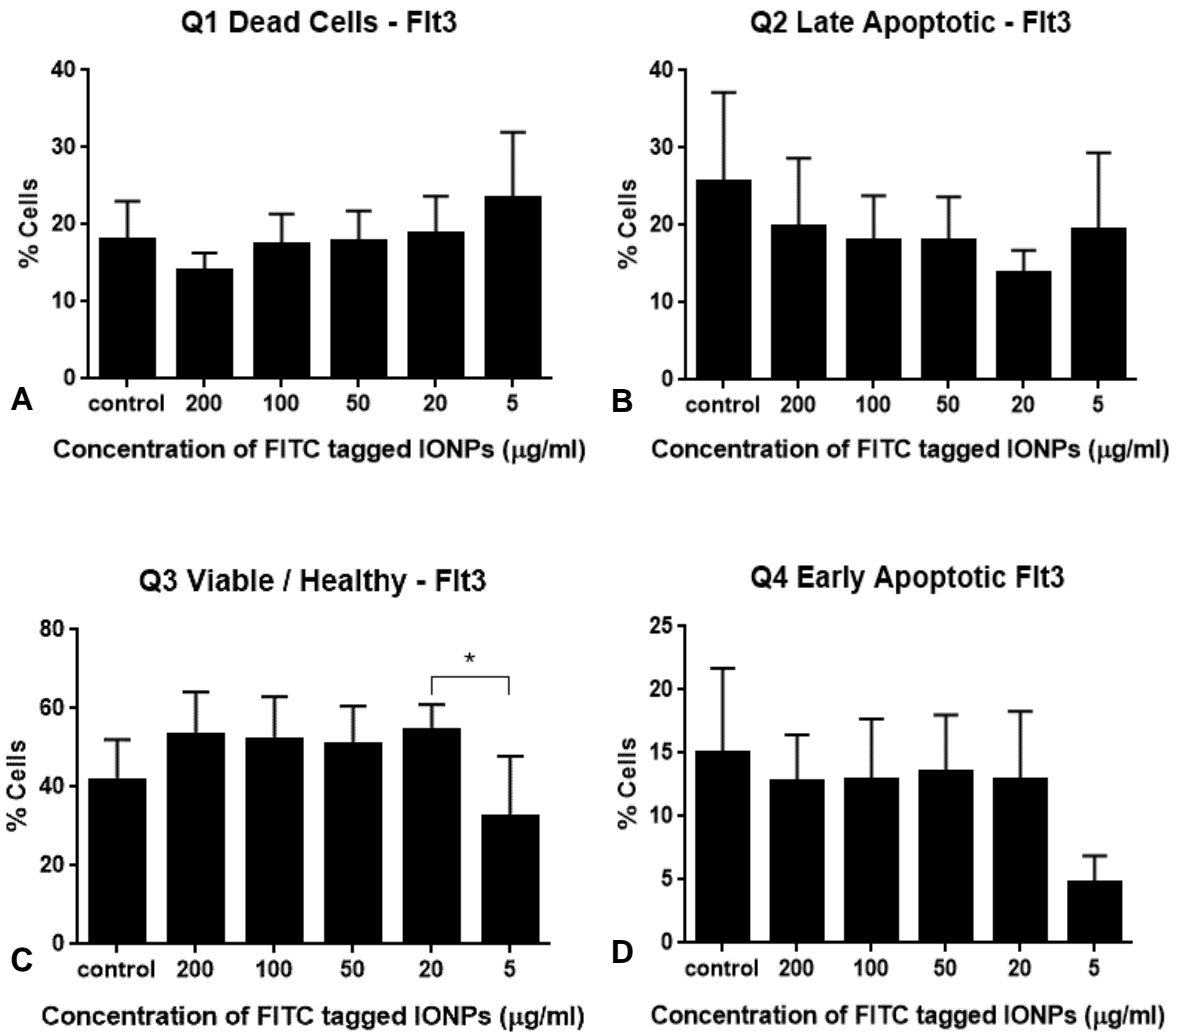 Q1 Dead Cells - Flt3
40
30
20
10
0
% Cells
control 200 100 50 20 5
A
Concentration of FITC tagged IONPs (μg/ml)
Q2 Late Apoptotic - Flt3
40
30
20
10
0
% Cells
control 200 100 50 20 5
B
Concentration of FITC tagged IONPs (μg/ml)
Q3 Viable / Healthy - Flt3
80
60
40
20
0
% Cells
*
control 200 100 50 20 5
C
Concentration of FITC tagged IONPs (μg/ml)
Q4 Early Apoptotic Flt3
25
20
15
10
5
0
% Cells
control 200 100 50 20 5
D
Concentration of FITC tagged IONPs (μg/ml)